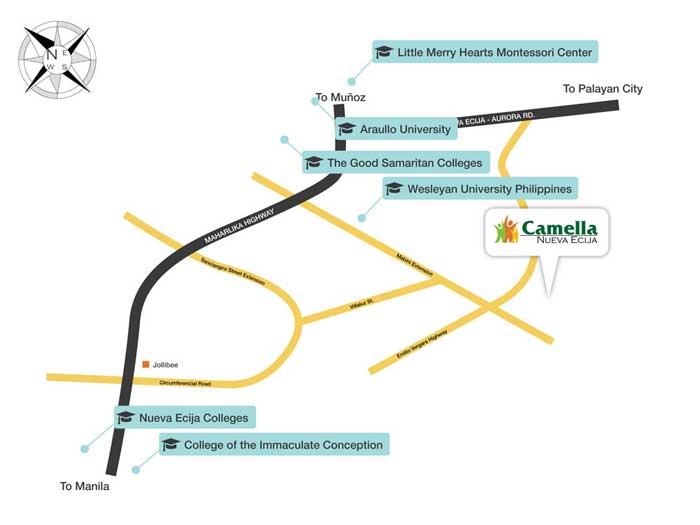 N
E
W
S
Little Merry Hearts Montessori Center
To Palayan City
To Muñoz
Araullo University
A ECIJA - AURORA RD.
The Good Samaritan Colleges
Wesleyan University Philippines
MAHARLIKA HIGHWAY
Camella
NUEVA ECIJA
Mabini Extension
Sanciangco Street Extension
Villaluz St.
Emilio Vergara Highway
Jollibee
Circumferencial Road
Nueva Ecija Colleges
College of the Immaculate Conception
To Manila